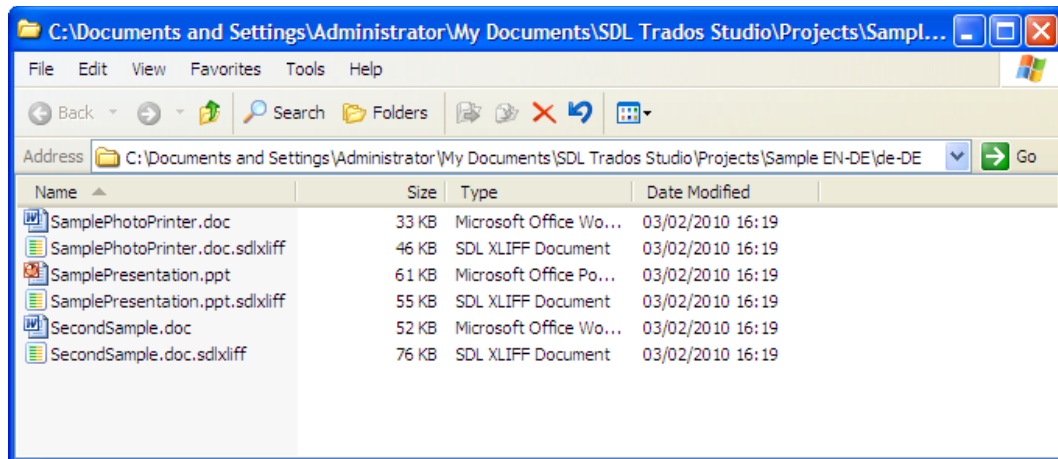 C:\Documents and Settings\Administrator\My Documents\SDL Trados Studio\Projects\Sampl...
File Edit View Favorites Tools Help
Back Search Folders
Address C:\Documents and Settings\Administrator\My Documents\SDL Trados Studio\Projects\Sample EN-DE\de-DE Go
Name Size Type Date Modified
SamplePhotoPrinter.doc 33 KB Microsoft Office Wo... 03/02/2010 16:19
SamplePhotoPrinter.doc.sdlxliff 46 KB SDL XLIFF Document 03/02/2010 16:19
SamplePresentation.ppt 61 KB Microsoft Office Po... 03/02/2010 16:19
SamplePresentation.ppt.sdlxliff 55 KB SDL XLIFF Document 03/02/2010 16:19
SecondSample.doc 52 KB Microsoft Office Wo... 03/02/2010 16:19
SecondSample.doc.sdlxliff 76 KB SDL XLIFF Document 03/02/2010 16:19